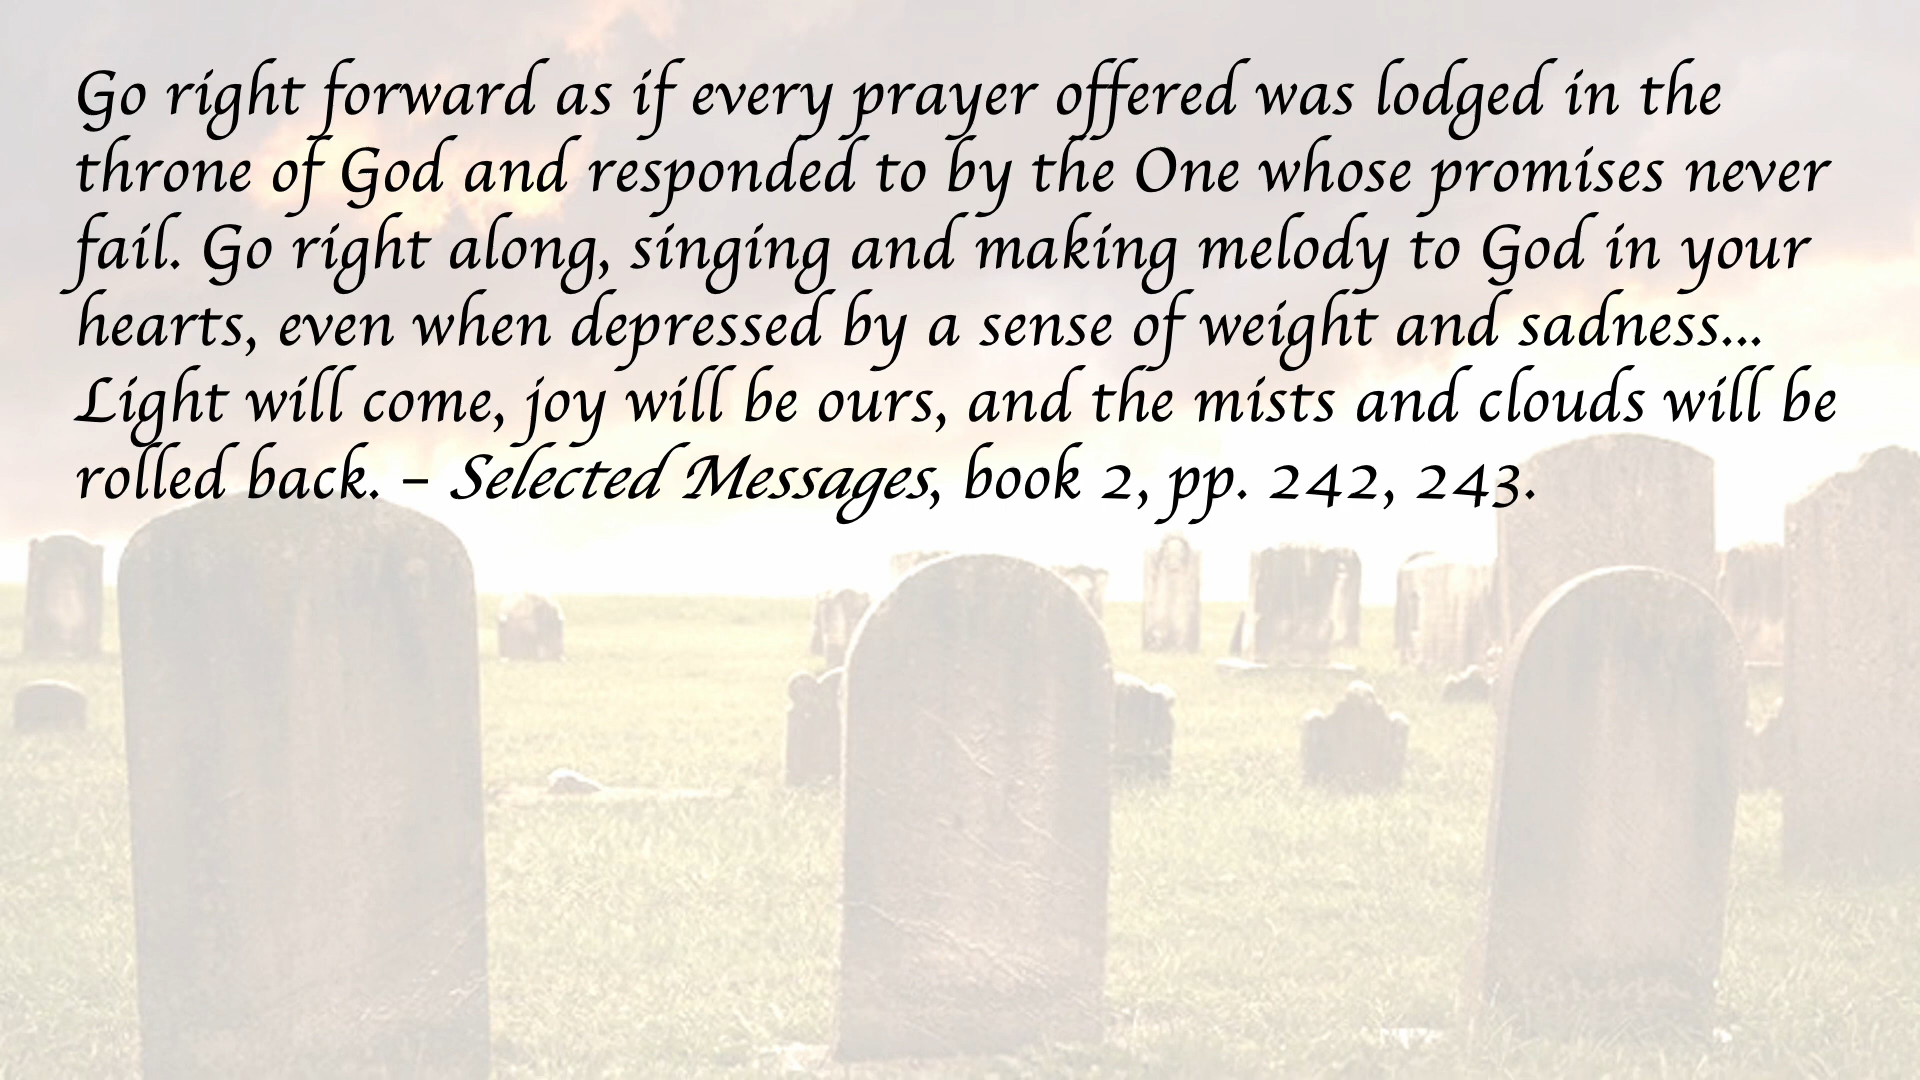 Go right forward as if every prayer offered was lodged in the
throne of God and responded to by the One whose promises never
fail. Go right along, singing and making melody to God in your
hearts, even when depressed by a sense of weight and sadness...
Light will come, joy will be ours, and the mists and clouds will be
rolled back. – Selected Messages, book 2, pp. 242, 243.